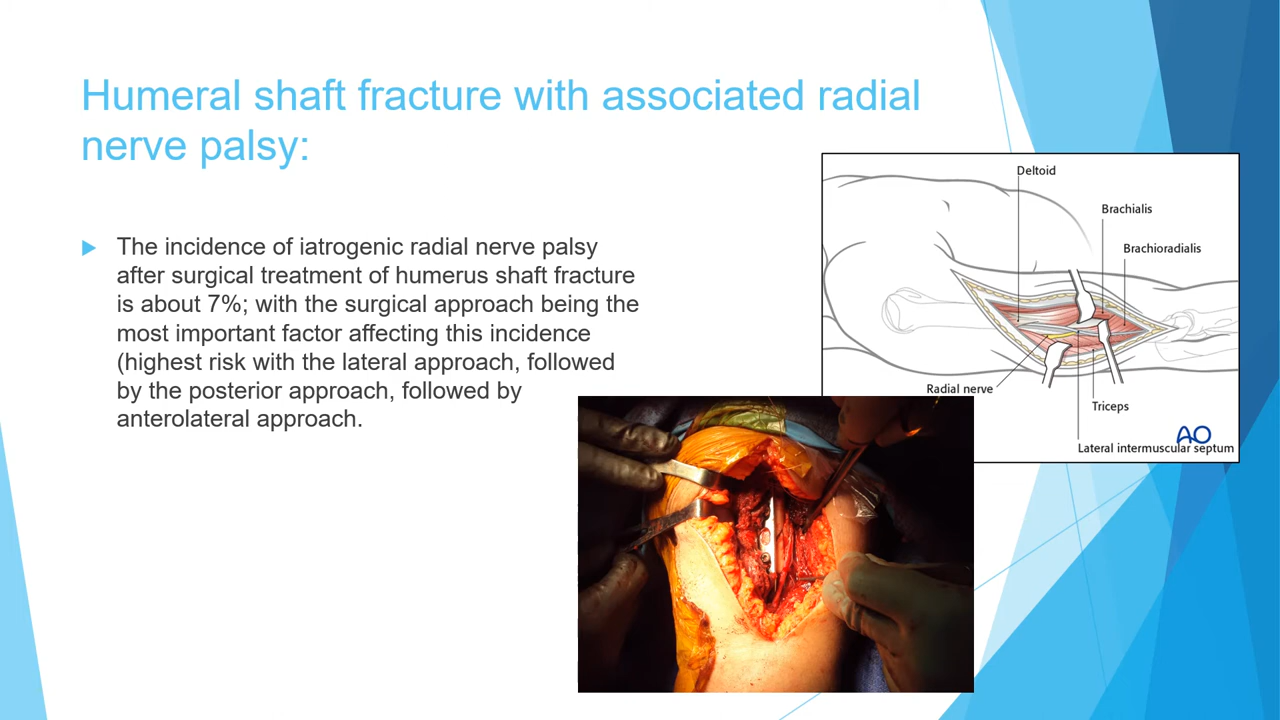 Humeral shaft fracture with associated radial
nerve palsy:
The incidence of iatrogenic radial nerve palsy
after surgical treatment of humerus shaft fracture
is about 7%; with the surgical approach being the
most important factor affecting this incidence
(highest risk with the lateral approach, followed
by the posterior approach, followed by
anterolateral approach.
Deltoid
Brachialis
Brachioradialis
Radial nerve
Triceps
AO
Lateral intermuscular septum